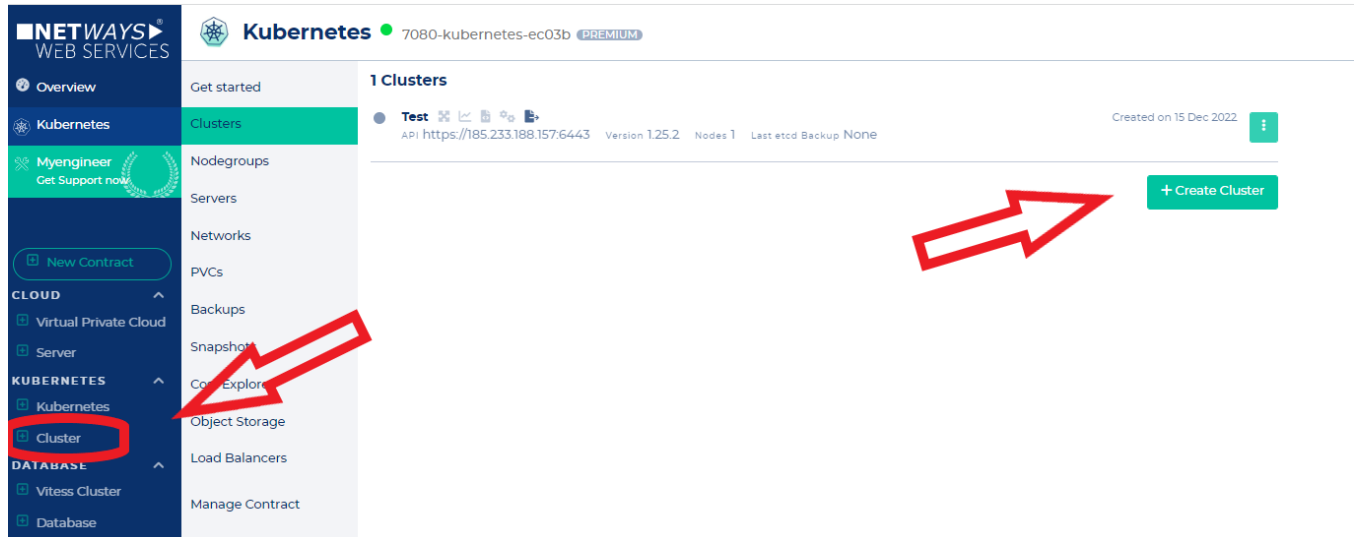 NETWAYS®
WEB SERVICES
Overview
Kubernetes
Myengineer
Get Support now
New Contract
CLOUD
Virtual Private Cloud
Server
KUBERNETES
Kubernetes
Cluster
DATABASE
Vitess Cluster
Database
Kubernetes 7080-kubernetes-ec03b PREMIUM
Get started
Clusters
Nodegroups
Servers
Networks
PVCs
Backups
Snapshots
Cost Explorer
Object Storage
Load Balancers
Manage Contract
1 Clusters
Test
API https://185.233.188.157:6443 Version 1.25.2 Nodes 1 Last etcd Backup None
Created on 15 Dec 2022
+ Create Cluster